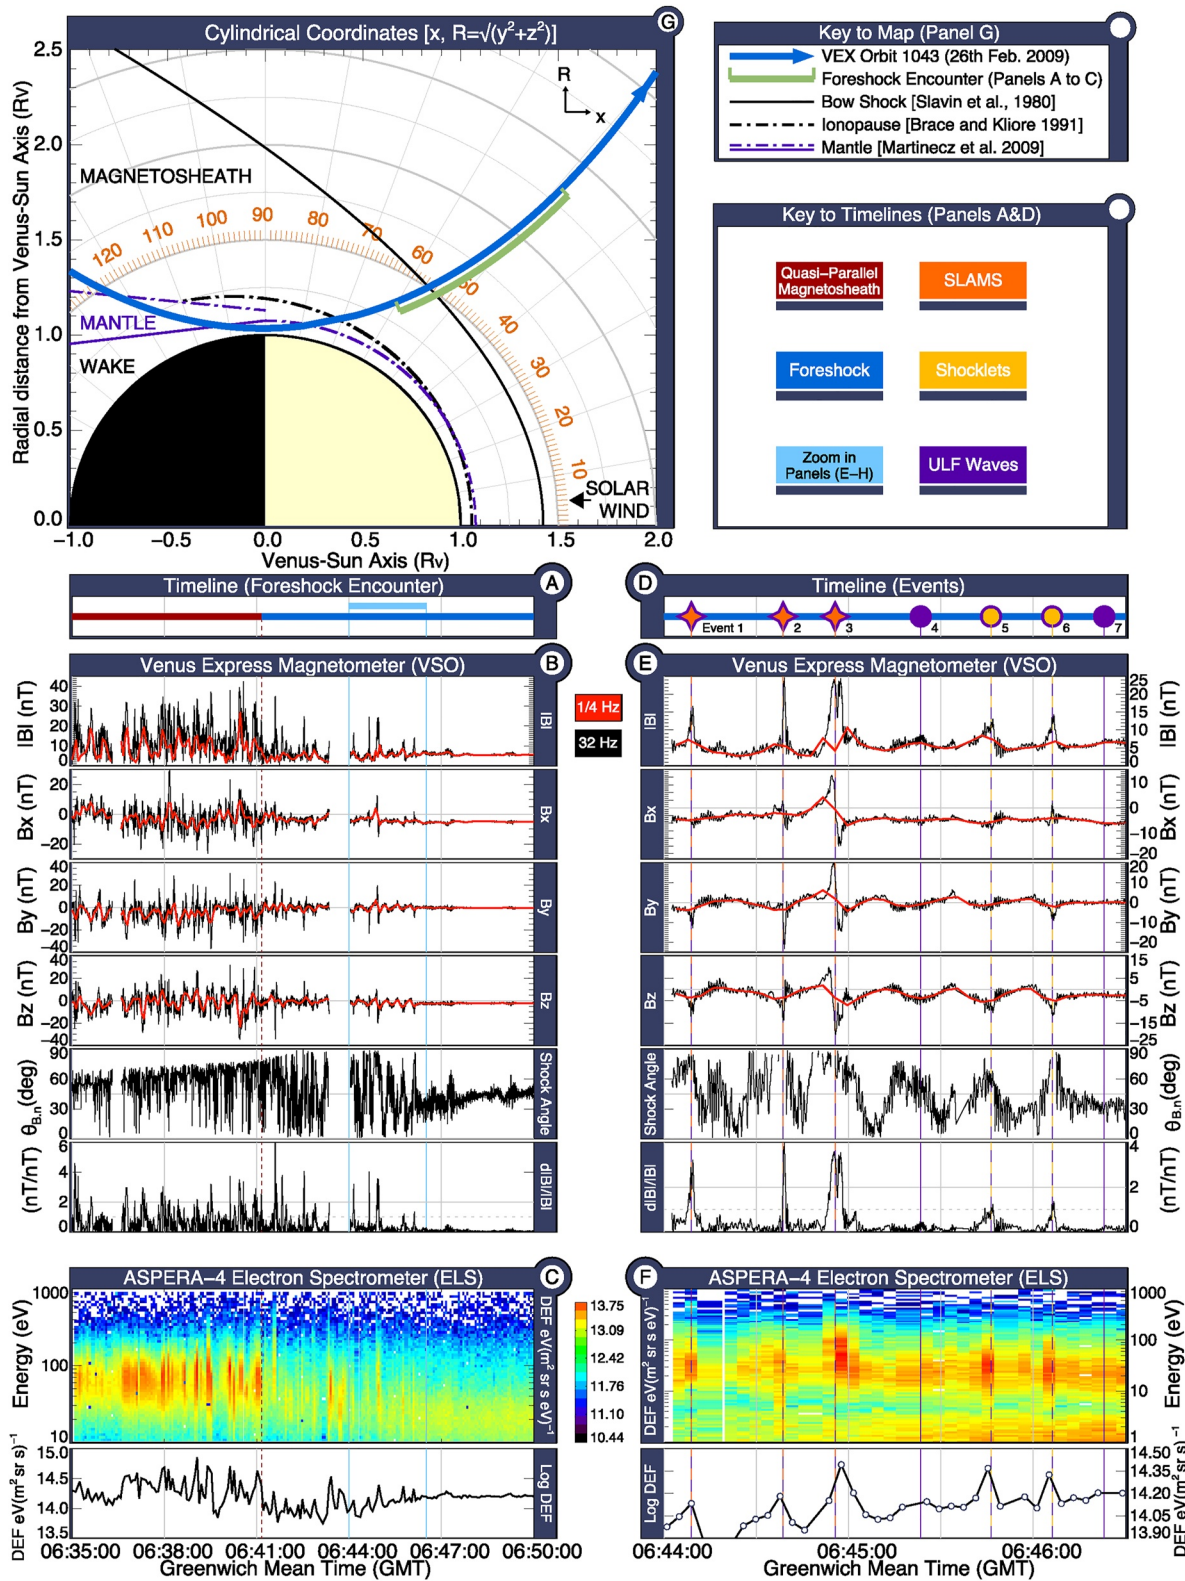 Cylindrical Coordinates [x, R=√(y²+z²)]
G
2.5
2.0
1.5
1.0
0.5
0.0
Radial distance from Venus-Sun Axis (Rv)
R
x
MAGNETOSHEATH
120
110
100
90
80
70
60
50
40
30
20
10
MANTLE
WAKE
SOLAR
WIND
−1.0 −0.5 0.0 0.5 1.0 1.5 2.0
Venus-Sun Axis (Rv)
Key to Map (Panel G)
VEX Orbit 1043 (26th Feb. 2009)
Foreshock Encounter (Panels A to C)
Bow Shock [Slavin et al., 1980]
Ionopause [Brace and Kliore 1991]
Mantle [Martinecz et al. 2009]
Key to Timelines (Panels A&D)
Quasi−Parallel
Magnetosheath
SLAMS
Foreshock
Shocklets
Zoom in
Panels (E−H)
ULF Waves
Timeline (Foreshock Encounter)
A
Venus Express Magnetometer (VSO)
B
|B| (nT)
40
30
20
10
0
|B|
Bx (nT)
20
0
−20
Bx
By (nT)
40
20
0
−20
−40
By
Bz (nT)
40
20
0
−20
−40
Bz
θB.n(deg)
90
60
30
0
Shock Angle
(nT/nT)
6
4
2
0
d|B|/|B|
1/4 Hz
32 Hz
ASPERA−4 Electron Spectrometer (ELS)
C
Energy (eV)
1000
100
10
DEF eV(m² sr s eV)⁻¹
13.75
13.09
12.42
11.76
11.10
10.44
DEF eV(m² sr s)⁻¹
15.0
14.5
14.0
13.5
Log DEF
06:35:00 06:38:00 06:41:00 06:44:00 06:47:00 06:50:00
Greenwich Mean Time (GMT)
D
Timeline (Events)
Event 1 2 3 4 5 6 7
E
Venus Express Magnetometer (VSO)
|B|
25
20
15
10
5
0
|B| (nT)
Bx
10
0
−10
−20
Bx (nT)
By
20
10
0
−10
−20
By (nT)
Bz
15
5
−5
−15
−25
Bz (nT)
Shock Angle
90
60
30
0
θB.n(deg)
d|B|/|B|
4
2
0
(nT/nT)
F
ASPERA−4 Electron Spectrometer (ELS)
DEF eV(m² sr s eV)⁻¹
1000
100
10
1
Energy (eV)
Log DEF
14.50
14.35
14.20
14.05
13.90
DEF eV(m² sr s)⁻¹
06:44:00 06:45:00 06:46:00
Greenwich Mean Time (GMT)